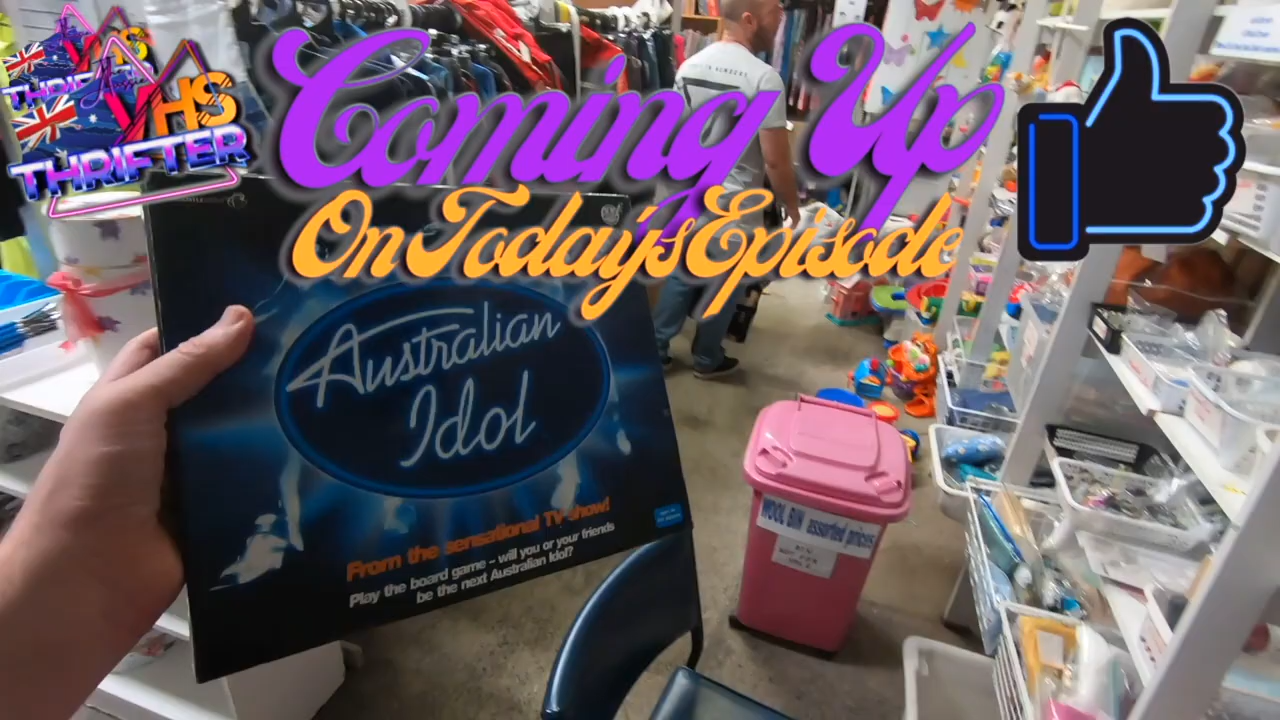 VHS
THRIFTER
Coming Up
On Todays Episode
Australian
Idol
From the sensational TV show!
Play the board game – will you or your friends
be the next Australian Idol?
WOOL BIN assorted prices